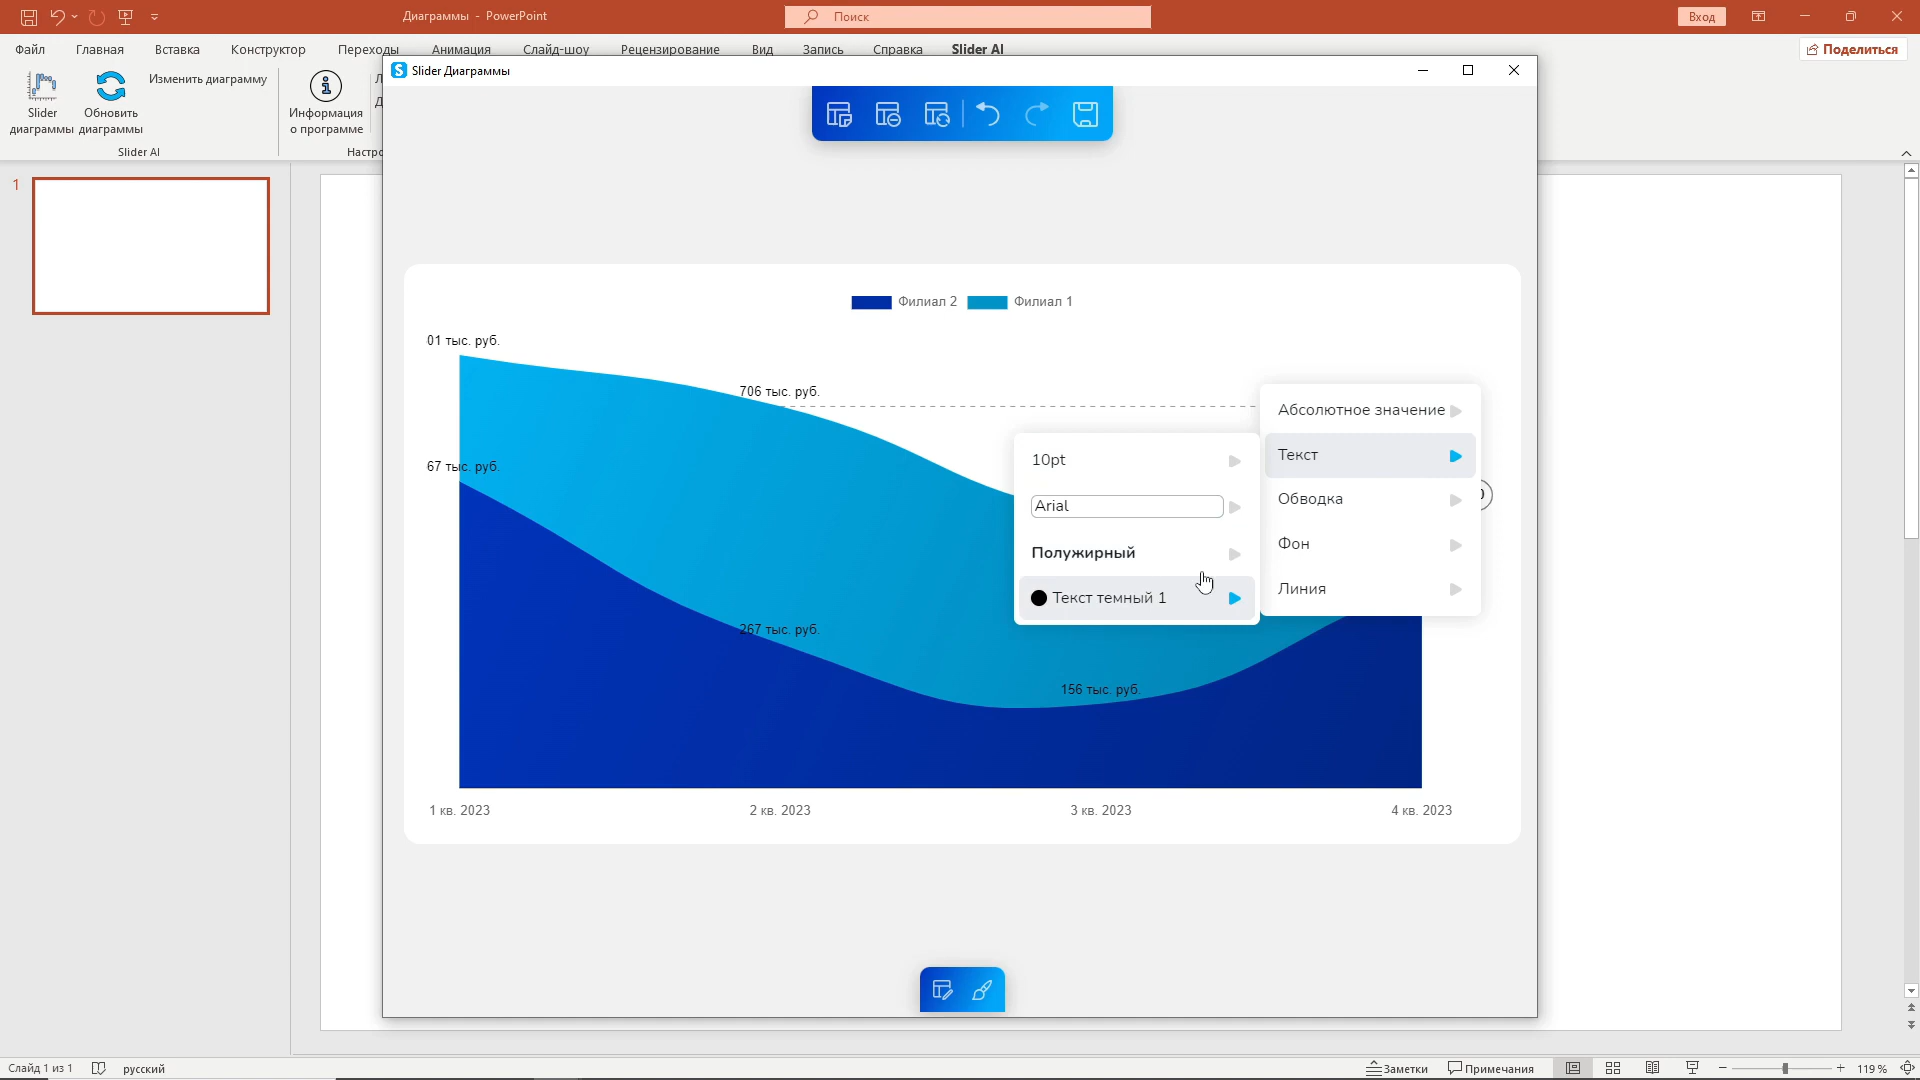 Диаграммы - PowerPoint
Поиск
Вход
Файл
Главная
Вставка
Конструктор
Переходы
Анимация
Слайд-шоу
Рецензирование
Вид
Запись
Справка
Slider AI
Поделиться
Slider
диаграммы
Обновить
диаграммы
Изменить диаграмму
Информация
о программе
Slider AI
S
Slider Диаграммы
1
Филиал 2
Филиал 1
01 тыс. руб.
706 тыс. руб.
67 тыс. руб.
267 тыс. руб.
156 тыс. руб.
Абсолютное значение
Текст
Обводка
Фон
Линия
10pt
Arial
Полужирный
Текст темный 1
1 кв. 2023
2 кв. 2023
3 кв. 2023
4 кв. 2023
Слайд 1 из 1
русский
Заметки
Примечания
119 %